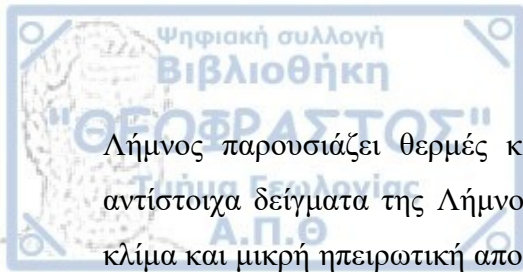 Ψηφιακή συλλογή
Βιβλιοθήκη
"ΘΕΟΦΡΑΣΤΟΣ"
Λήμνος παρουσιάζει θερμές κ
Τμήμα Γεωλογίας
αντίστοιχα δείγματα της Λήμνο
Α.Π.Θ
κλίμα και μικρή ηπειρωτική απο